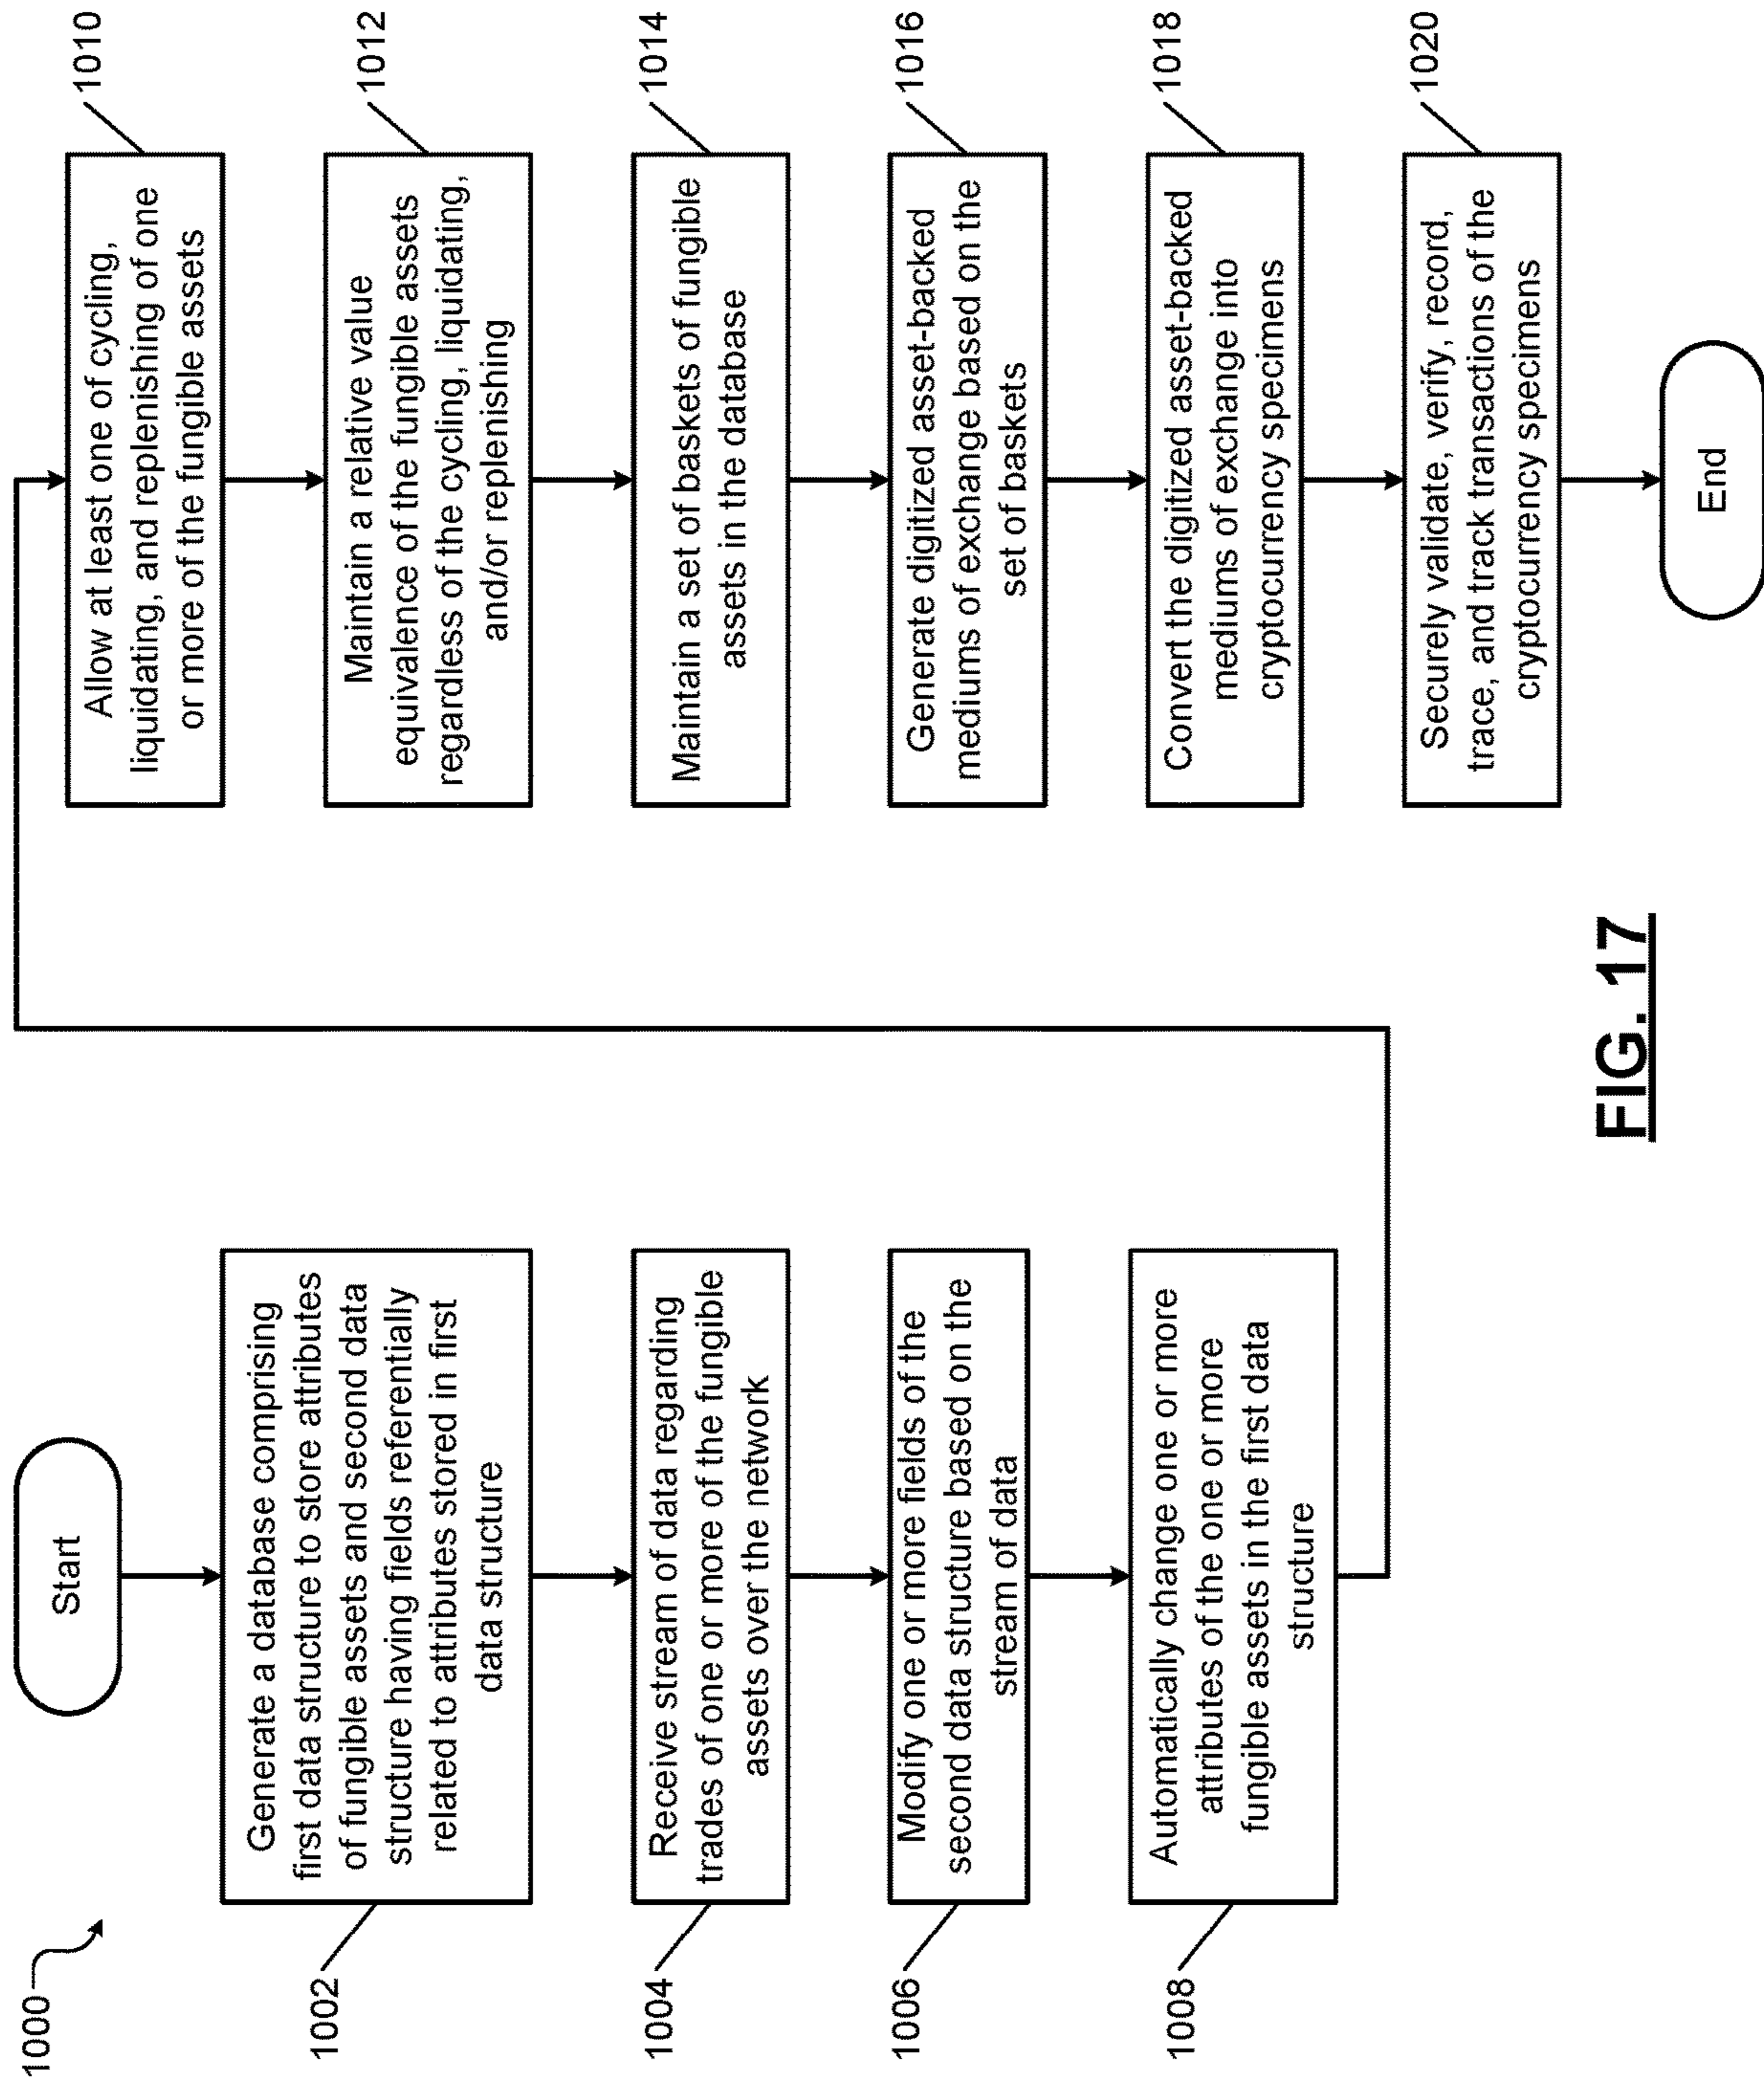 1000
Start
1002
Generate a database comprising
first data structure to store attributes
of fungible assets and second data
structure having fields referentially
related to attributes stored in first
data structure
1004
Receive stream of data regarding
trades of one or more of the fungible
assets over the network
1006
Modify one or more fields of the
second data structure based on the
stream of data
1008
Automatically change one or more
attributes of the one or more
fungible assets in the first data
structure
1010
Allow at least one of cycling,
liquidating, and replenishing of one
or more of the fungible assets
1012
Maintain a relative value
equivalence of the fungible assets
regardless of the cycling, liquidating,
and/or replenishing
1014
Maintain a set of baskets of fungible
assets in the database
1016
Generate digitized asset-backed
mediums of exchange based on the
set of baskets
1018
Convert the digitized asset-backed
mediums of exchange into
cryptocurrency specimens
1020
Securely validate, verify, record,
trace, and track transactions of the
cryptocurrency specimens
End
FIG. 17